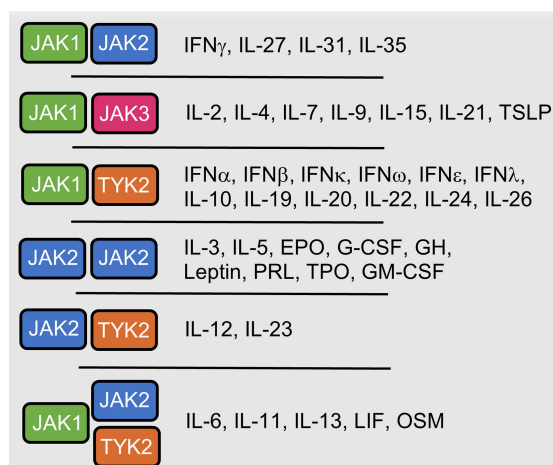 JAK1 JAK2 IFNγ, IL-27, IL-31, IL-35
JAK1 JAK3 IL-2, IL-4, IL-7, IL-9, IL-15, IL-21, TSLP
JAK1 TYK2 IFNα, IFNβ, IFNκ, IFNω, IFNε, IFNλ,
IL-10, IL-19, IL-20, IL-22, IL-24, IL-26
JAK2 JAK2 IL-3, IL-5, EPO, G-CSF, GH,
Leptin, PRL, TPO, GM-CSF
JAK2 TYK2 IL-12, IL-23
JAK2
JAK1 IL-6, IL-11, IL-13, LIF, OSM
TYK2